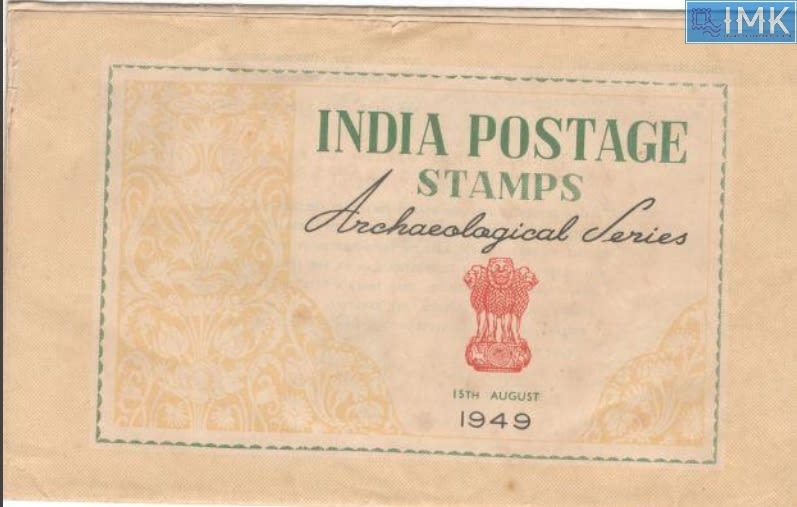 IMK
INDIA POSTAGE
STAMPS
Archaeological Series
15TH AUGUST
1949